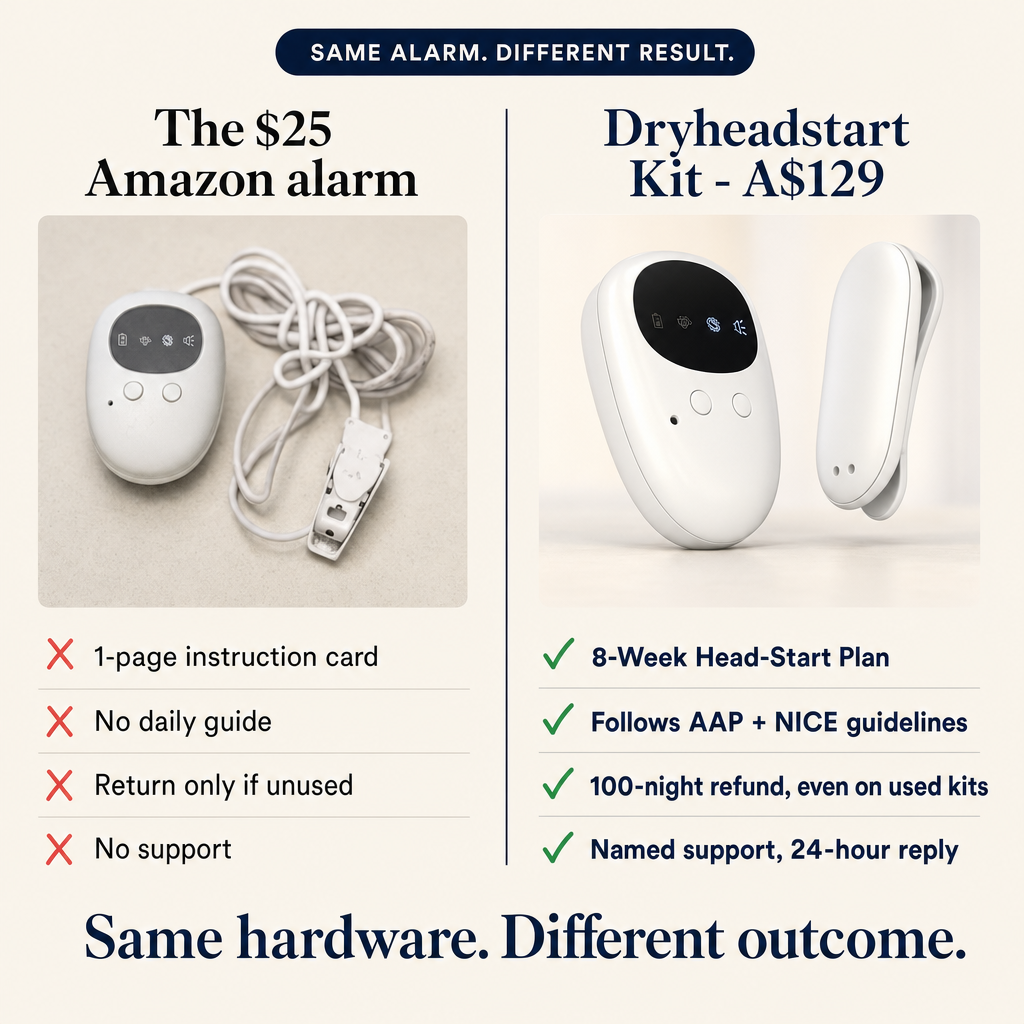 SAME ALARM. DIFFERENT RESULT.
The $25
Amazon alarm
1-page instruction card
No daily guide
Return only if unused
No support
Dryheadstart
Kit - A$129
8-Week Head-Start Plan
Follows AAP + NICE guidelines
100-night refund, even on used kits
Named support, 24-hour reply
Same hardware. Different outcome.